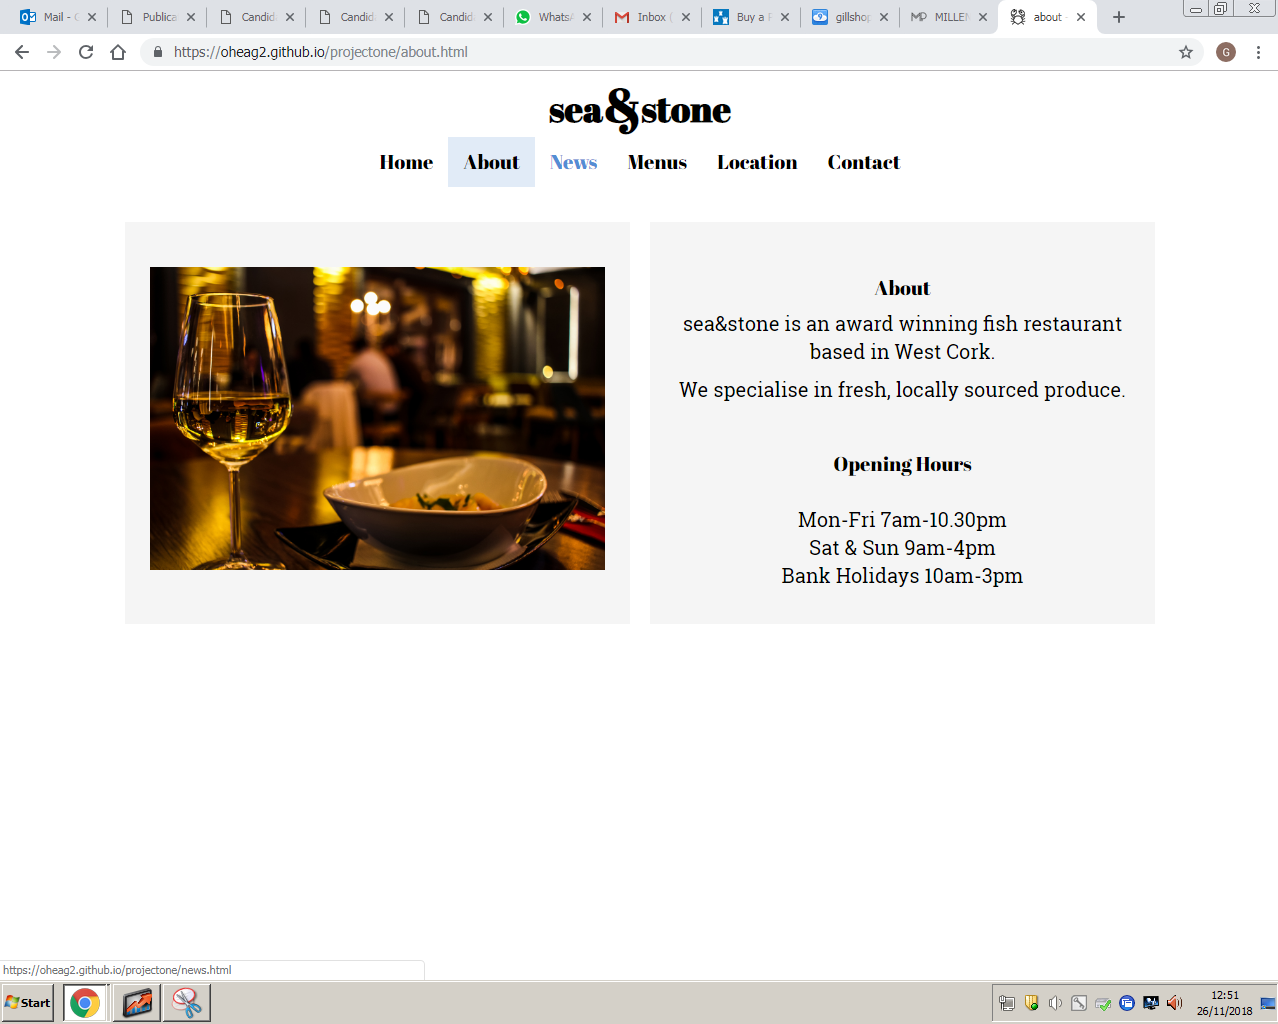 Mail - 
Publica
Candid
Candid
Candid
Whats
Inbox (
Buy a
gillshop
MILLEN
about -
https://oheag2.github.io/projectone/about.html
G
sea&stone
Home About News Menus Location Contact
About
sea&stone is an award winning fish restaurant
based in West Cork.
We specialise in fresh, locally sourced produce.
Opening Hours
Mon-Fri 7am-10.30pm
Sat & Sun 9am-4pm
Bank Holidays 10am-3pm
https://oheag2.github.io/projectone/news.html
Start
12:51
26/11/2018